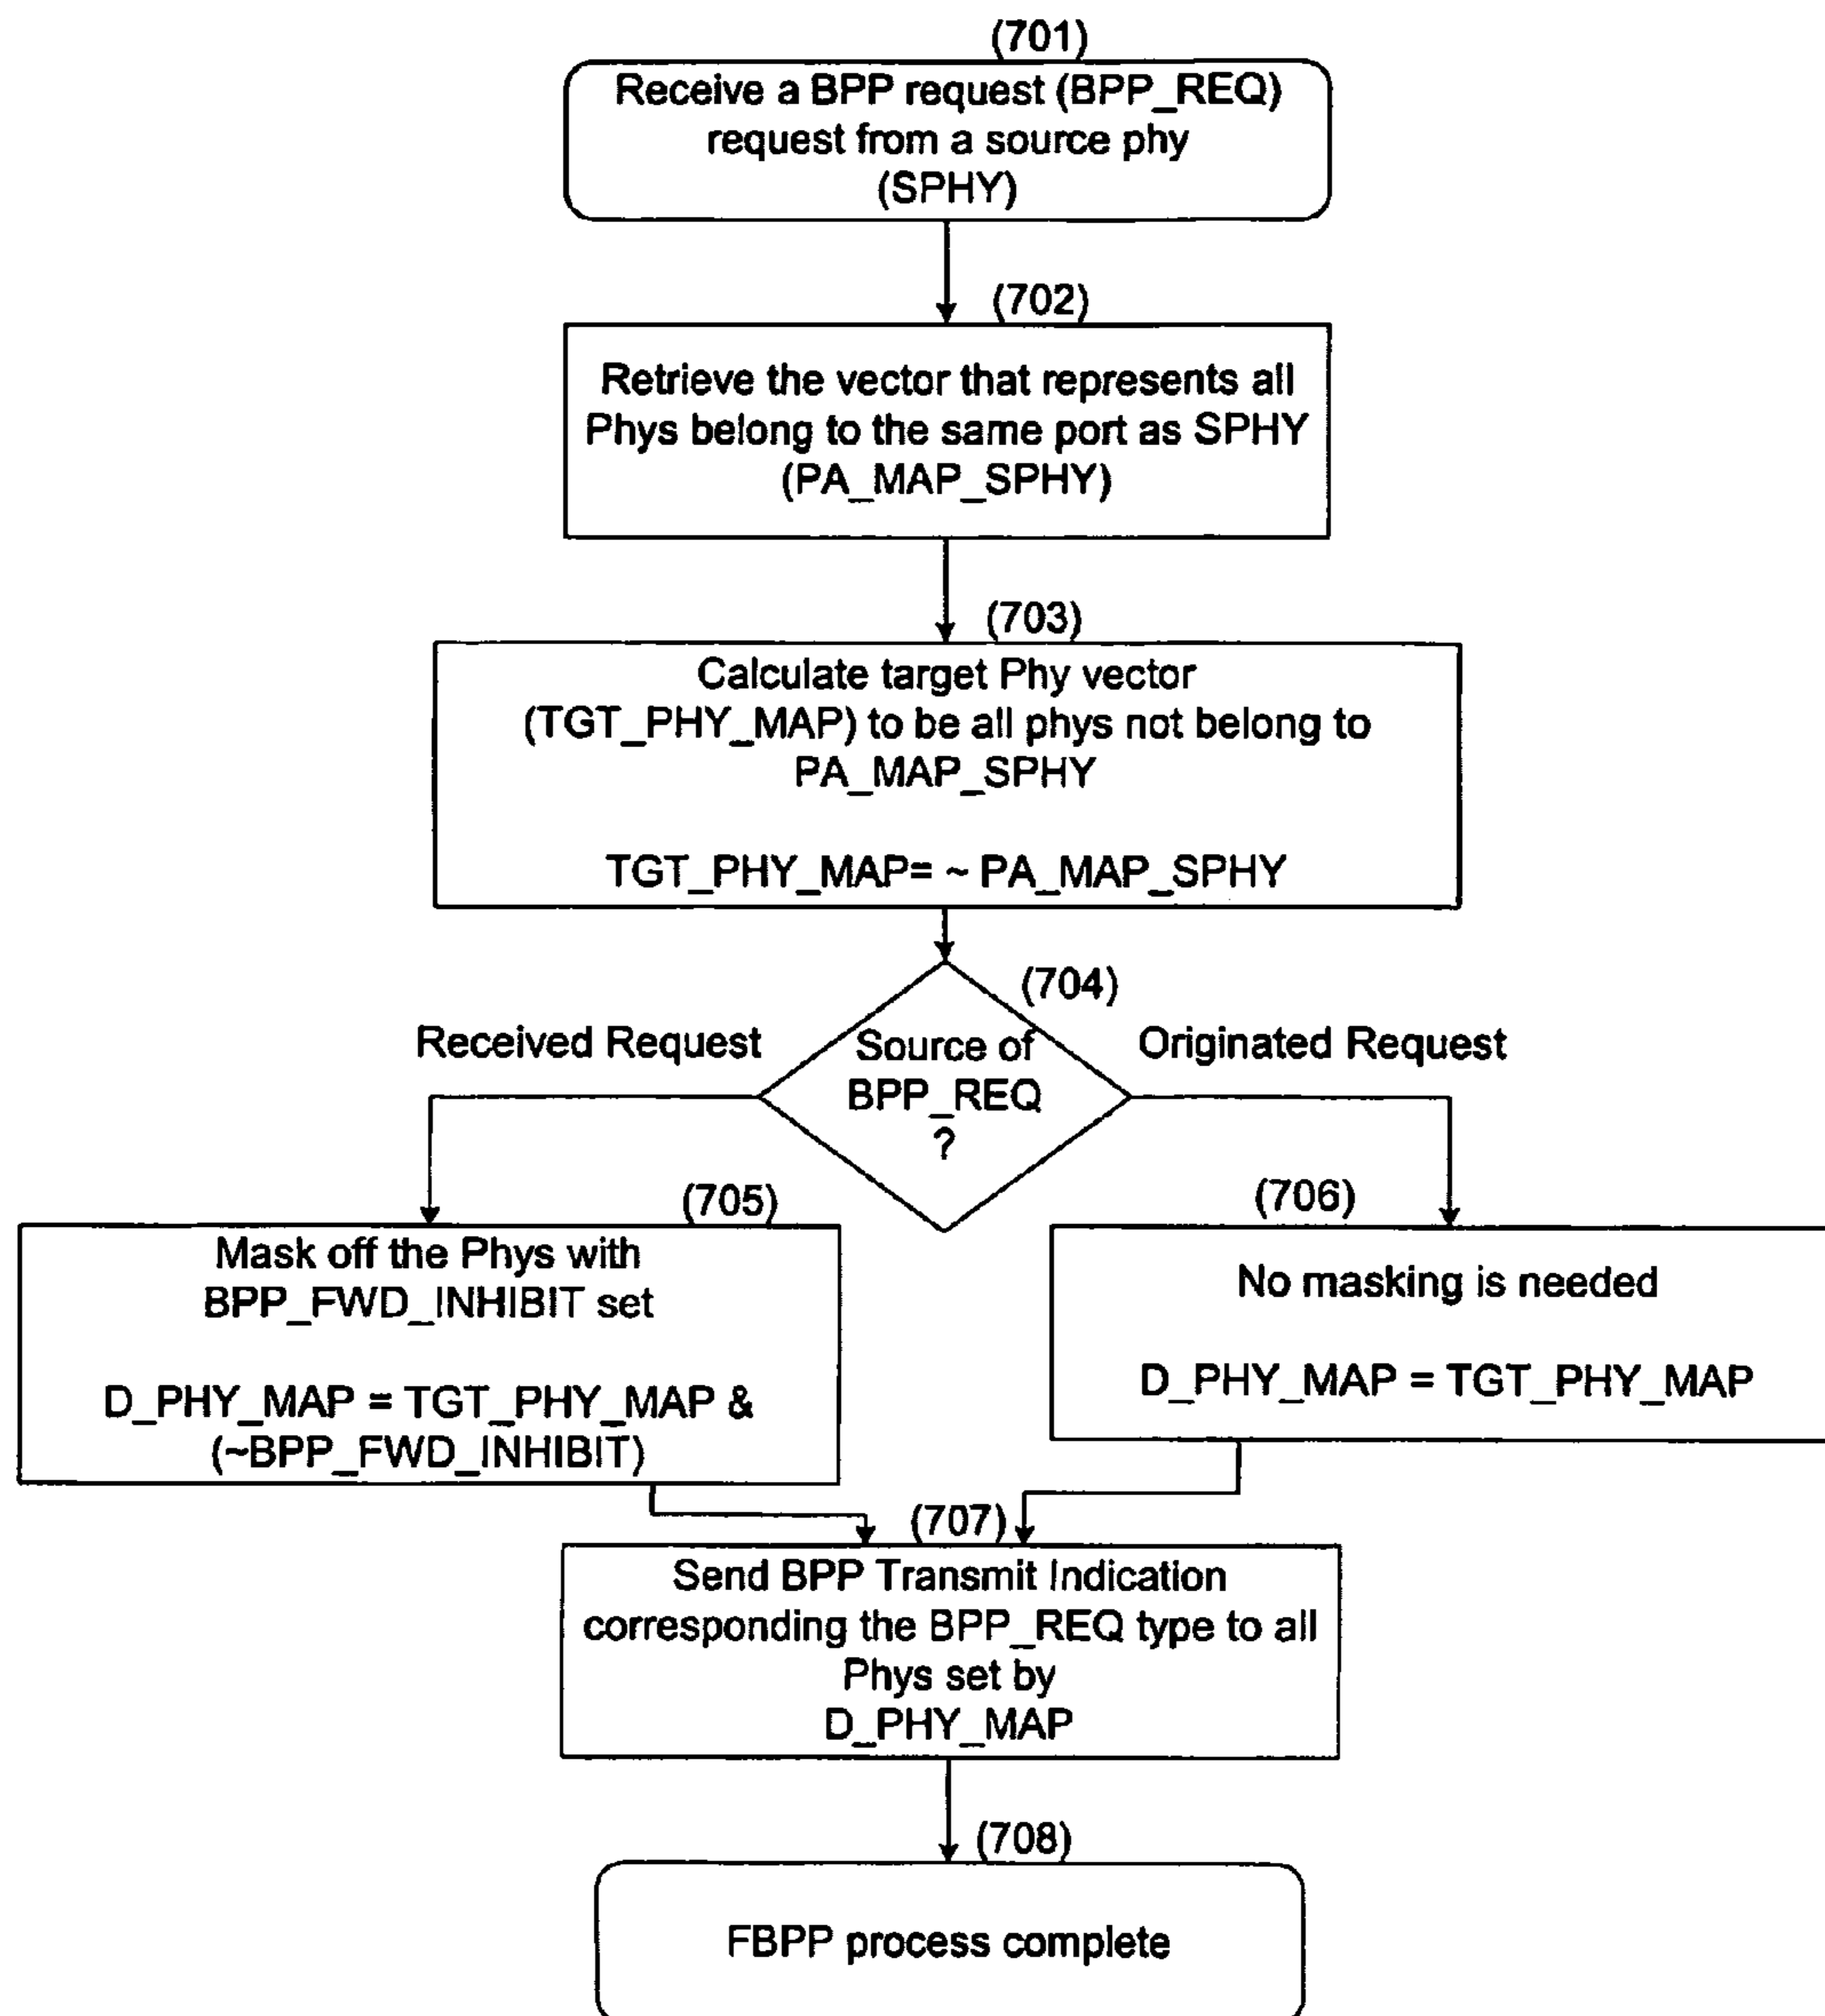 (701)
Receive a BPP request (BPP_REQ)
request from a source phy
(SPHY)
(702)
Retrieve the vector that represents all
Phys belong to the same port as SPHY
(PA_MAP_SPHY)
(703)
Calculate target Phy vector
(TGT_PHY_MAP) to be all phys not belong to
PA_MAP_SPHY
TGT_PHY_MAP= ~ PA_MAP_SPHY
(704)
Received Request
Source of
BPP_REQ
?
Originated Request
(705)
Mask off the Phys with
BPP_FWD_INHIBIT set
D_PHY_MAP = TGT_PHY_MAP &
(~BPP_FWD_INHIBIT)
(706)
No masking is needed
D_PHY_MAP = TGT_PHY_MAP
(707)
Send BPP Transmit Indication
corresponding the BPP_REQ type to all
Phys set by
D_PHY_MAP
(708)
FBPP process complete